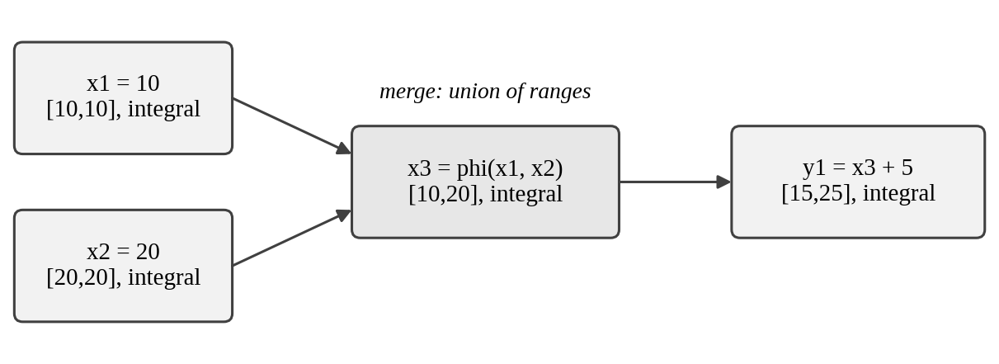 x1 = 10
[10,10], integral
x2 = 20
[20,20], integral
merge: union of ranges
x3 = phi(x1, x2)
[10,20], integral
y1 = x3 + 5
[15,25], integral